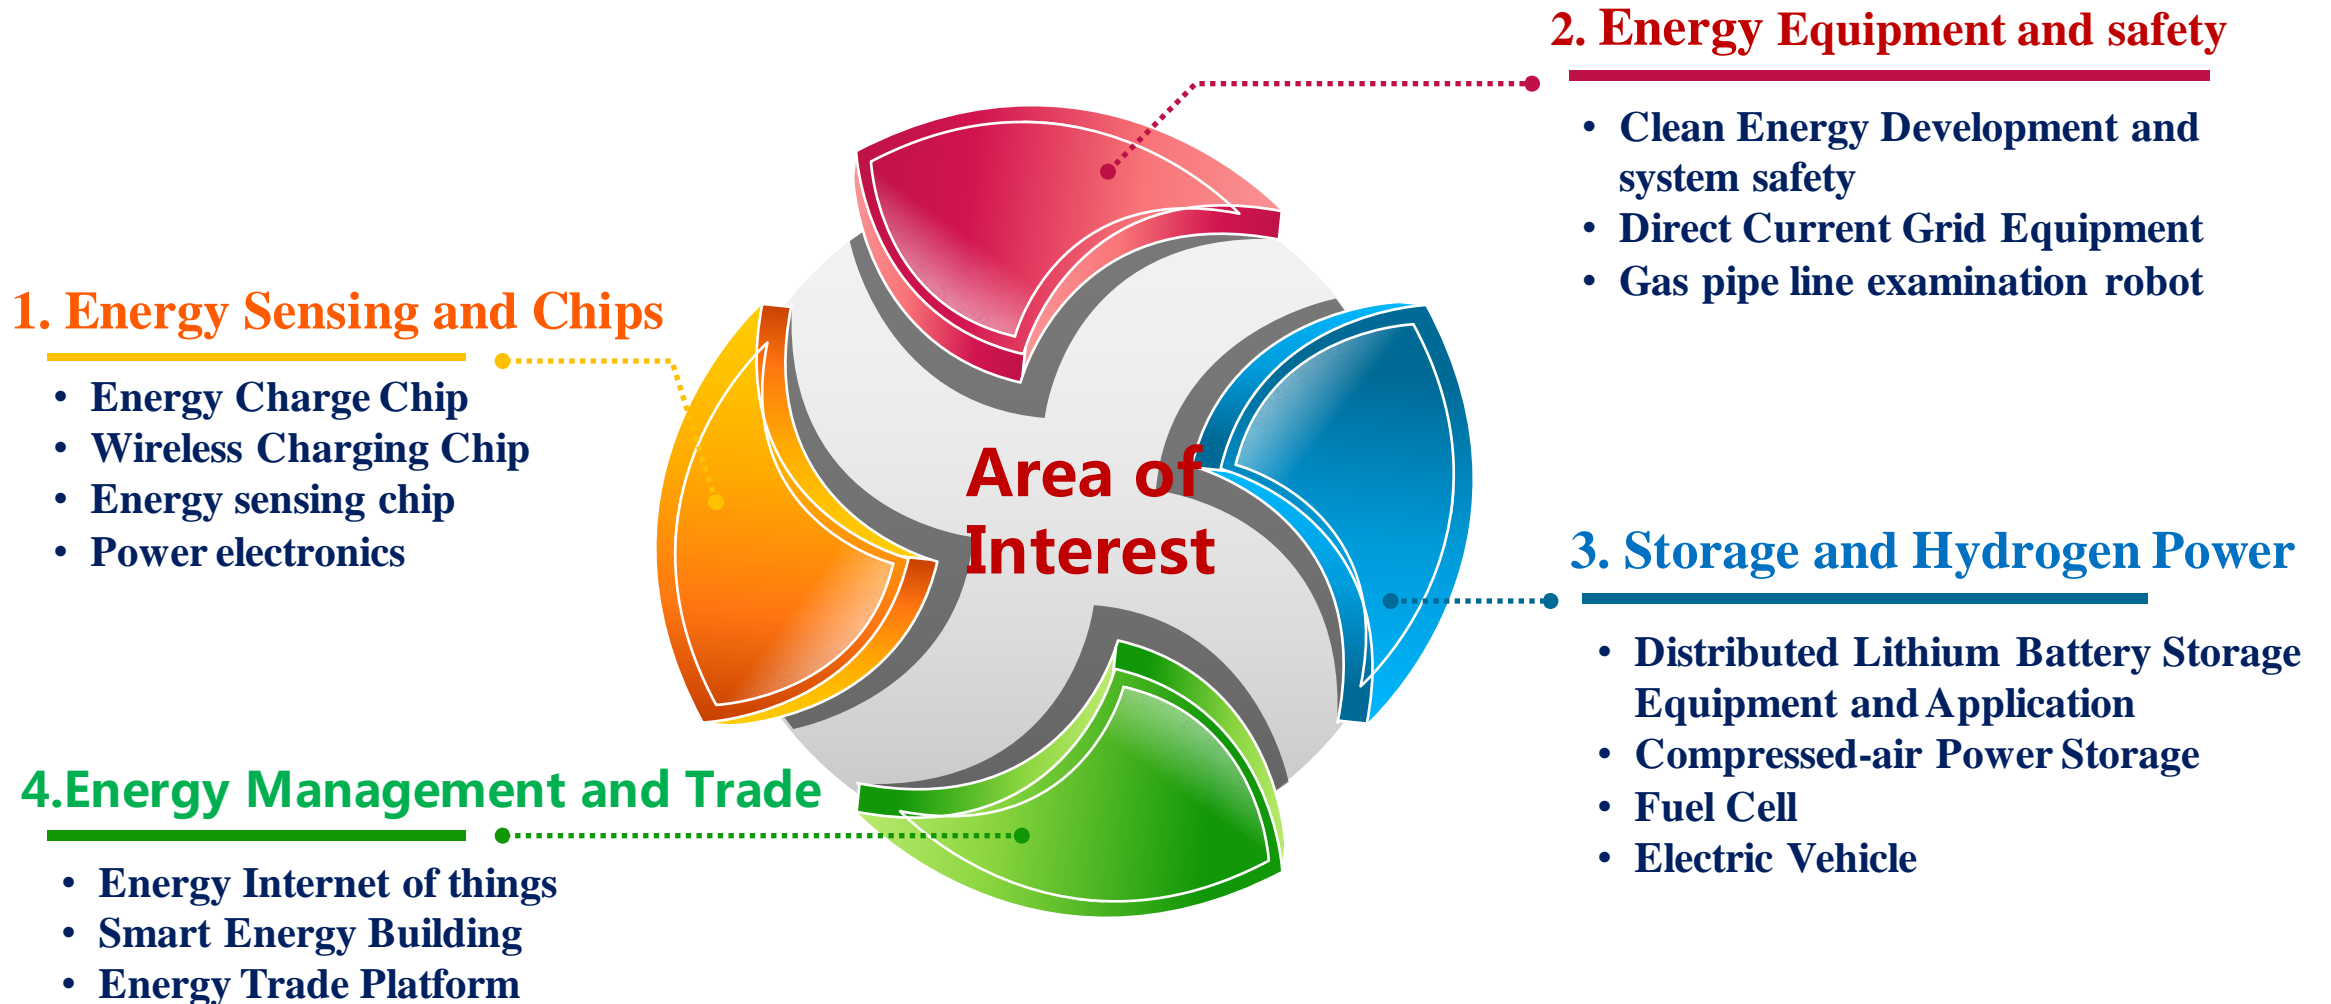 1. Energy Sensing and Chips
• Energy Charge Chip
• Wireless Charging Chip
• Energy sensing chip
• Power electronics
2. Energy Equipment and safety
• Clean Energy Development and
system safety
• Direct Current Grid Equipment
• Gas pipe line examination robot
Area of
Interest
3. Storage and Hydrogen Power
• Distributed Lithium Battery Storage
Equipment and Application
• Compressed-air Power Storage
• Fuel Cell
• Electric Vehicle
4.Energy Management and Trade
• Energy Internet of things
• Smart Energy Building
• Energy Trade Platform